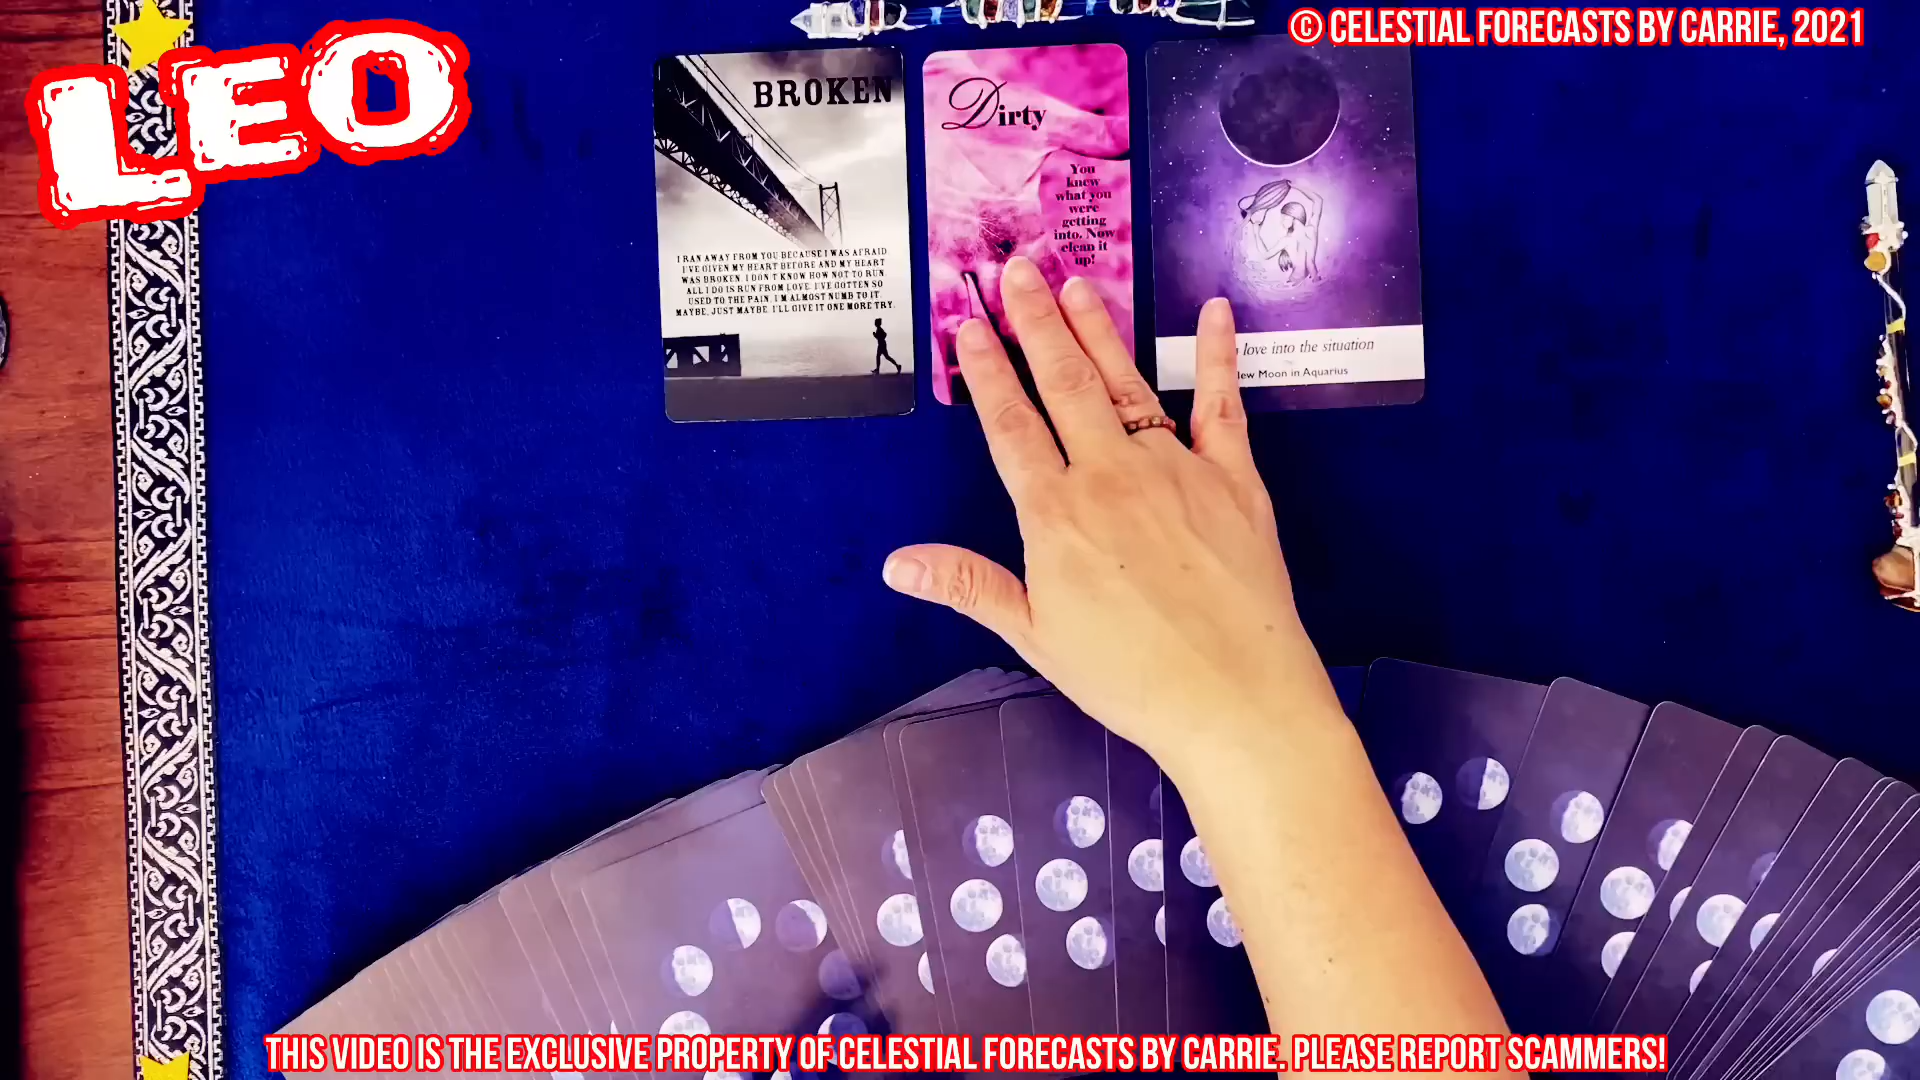 LEO
© CELESTIAL FORECASTS BY CARRIE, 2021
BROKEN
I RAN AWAY FROM YOU BECAUSE I WAS AFRAID
I'VE GIVEN MY HEART BEFORE AND MY HEART
WAS BROKEN. I DON'T KNOW HOW NOT TO RUN.
ALL I DO IS RUN FROM LOVE. I'VE GOTTEN SO
USED TO THE PAIN, I'M ALMOST NUMB TO IT.
MAYBE, JUST MAYBE, I'LL GIVE IT ONE MORE TRY.
Dirty
You
knew
what you
were
getting
into. Now
clean it
up!
love into the situation
New Moon in Aquarius
THIS VIDEO IS THE EXCLUSIVE PROPERTY OF CELESTIAL FORECASTS BY CARRIE. PLEASE REPORT SCAMMERS!